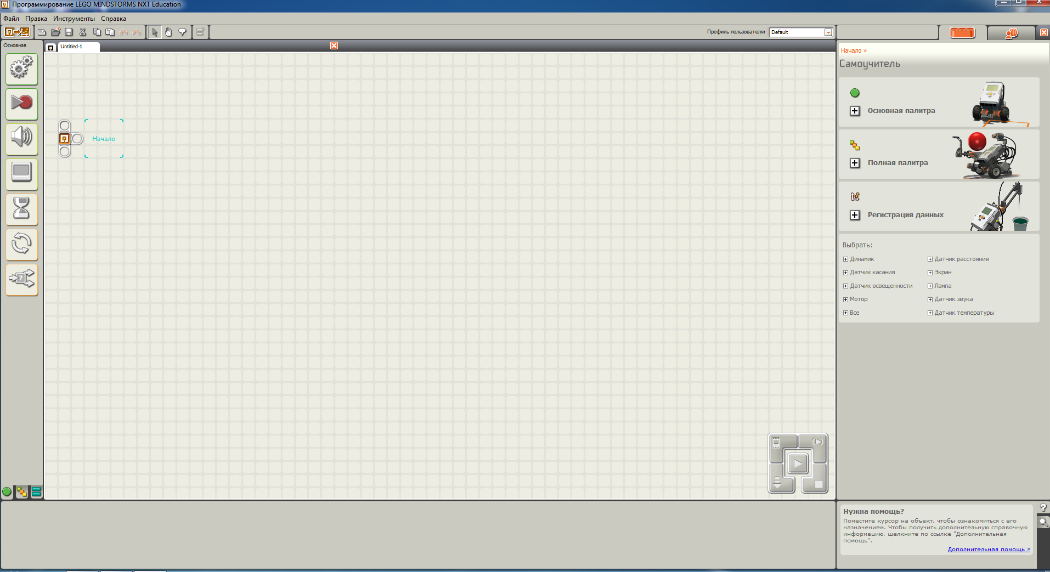 Программирование LEGO MINDSTORMS NXT Education
Файл Правка Инструменты Справка
Профиль пользователя: Default
Основная
Untitled-1
Начало
Начало »
Самоучитель
Основная палитра
Полная палитра
Регистрация данных
Выбрать:
Динамик
Датчик расстояние
Датчик касания
Экран
Датчик освещенности
Лампа
Мотор
Датчик звука
Все
Датчик температуры
Нужна помощь?
Поместите курсор на объект, чтобы ознакомиться с его
назначением. Чтобы получить дополнительную справочную
информацию, щелкните по ссылке "Дополнительная
помощь".
Дополнительная помощь »